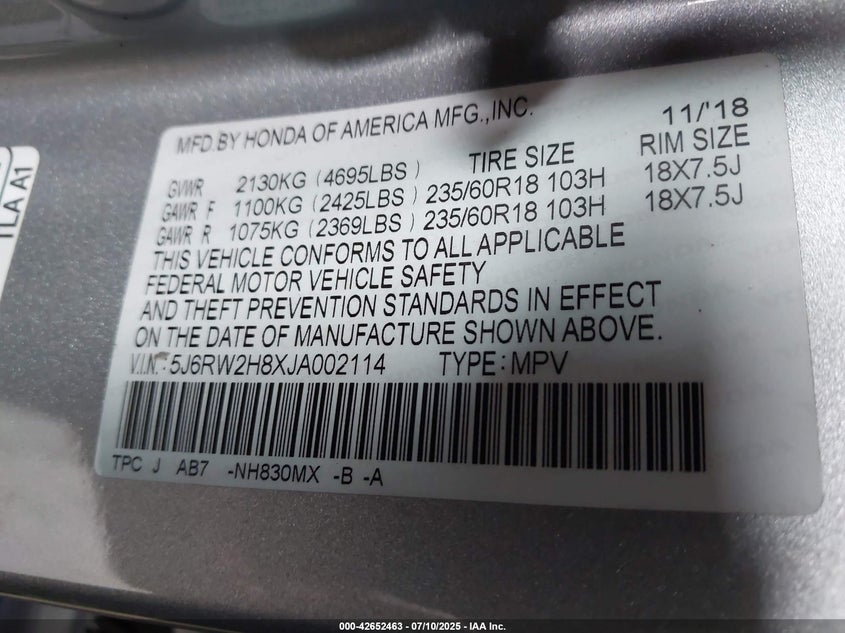 MFD.BY HONDA OF AMERICA MFG.,INC. 11/'18
GVWR 2130KG (4695LBS) TIRE SIZE RIM SIZE
GAWR F 1100KG (2425LBS) 235/60R18 103H 18X7.5J
GAWR R 1075KG (2369LBS) 235/60R18 103H 18X7.5J
THIS VEHICLE CONFORMS TO ALL APPLICABLE
FEDERAL MOTOR VEHICLE SAFETY
AND THEFT PREVENTION STANDARDS IN EFFECT
ON THE DATE OF MANUFACTURE SHOWN ABOVE.
V.I.N.: 5J6RW2H8XJA002114 TYPE: MPV
TPC J AB7 -NH830MX -B -A
TLA A1
000-42652463 - 07/10/2025 - IAA Inc.